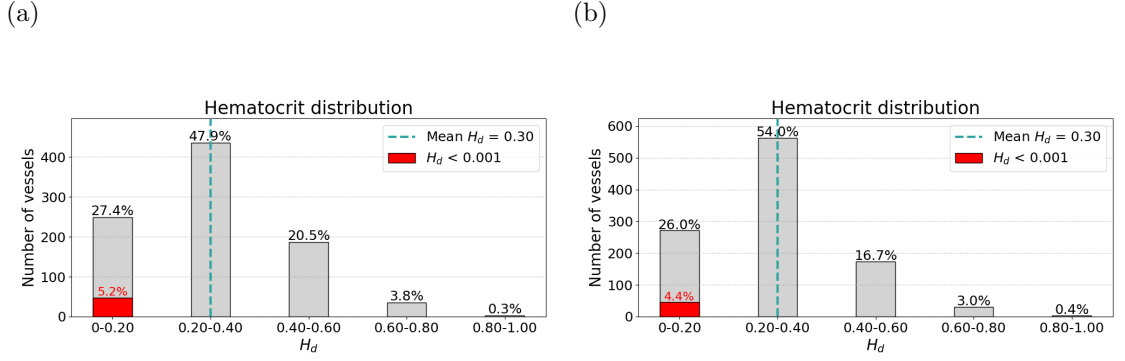 (a)
Hematocrit distribution
Number of vessels
400
300
200
100
0
27.4%
47.9%
20.5%
3.8%
0.3%
5.2%
Mean H_d = 0.30
H_d < 0.001
0-0.20
0.20-0.40
0.40-0.60
0.60-0.80
0.80-1.00
H_d
(b)
Hematocrit distribution
Number of vessels
600
500
400
300
200
100
0
26.0%
54.0%
16.7%
3.0%
0.4%
4.4%
Mean H_d = 0.30
H_d < 0.001
0-0.20
0.20-0.40
0.40-0.60
0.60-0.80
0.80-1.00
H_d